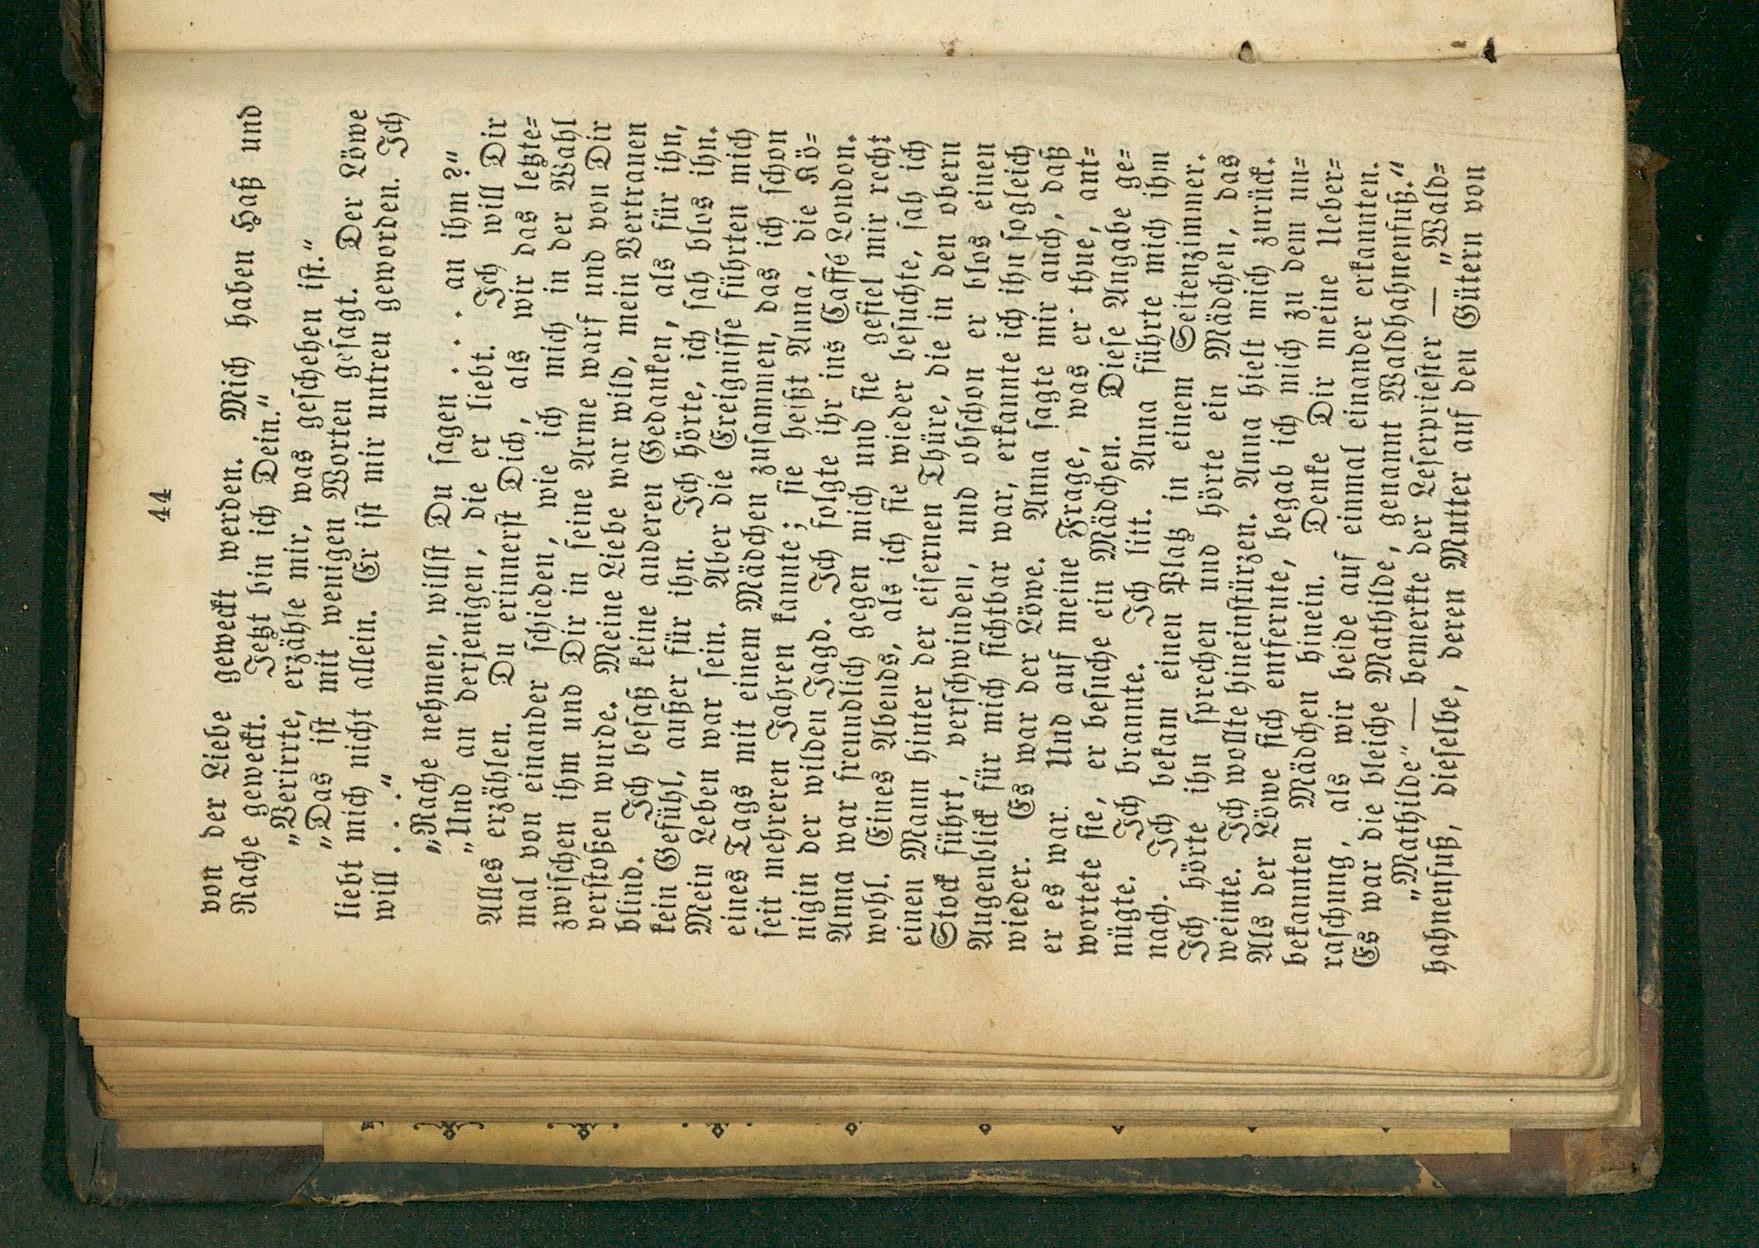 44
von der Liebe geweckt werden. Mich haben Haß und
Rache geweckt. Jetzt bin ich Dein.“
„Verirrte, erzähle mir, was geschehen ist.“
„Das ist mit wenigen Worten gesagt. Der Löwe
liebt mich nicht allein. Er ist mir untreu geworden. Ich
will . . .“
„Rache nehmen, willst Du sagen . . . an ihm?“
„Und an derjenigen, die er liebt. Ich will Dir
Alles erzählen. Du erinnerst Dich, als wir das letzte-
mal von einander schieden, wie ich mich in der Wahl
zwischen ihm und Dir in seine Arme warf und von Dir
verstoßen wurde. Meine Liebe war wild, mein Vertrauen
blind. Ich besaß keine anderen Gedanken, als für ihn,
kein Gefühl, außer für ihn. Ich hörte, ich sah blos ihn.
Mein Leben war sein. Aber die Ereignisse führten mich
eines Tags mit einem Mädchen zusammen, das ich schon
seit mehreren Jahren kannte; sie heißt Anna, die Kö-
nigin der wilden Jagd. Ich folgte ihr ins Caffé London.
Anna war freundlich gegen mich und sie gefiel mir recht
wohl. Eines Abends, als ich sie wieder besuchte, sah ich
einen Mann hinter der eisernen Thüre, die in den obern
Stock führt, verschwinden, und obschon er blos einen
Augenblick für mich sichtbar war, erkannte ich ihn sogleich
wieder. Es war der Löwe. Anna sagte mir auch, daß
er es war. Und auf meine Frage, was er thue, ant-
wortete sie, er besuche ein Mädchen. Diese Angabe ge-
nügte. Ich brannte. Ich litt. Anna führte mich ihm
nach. Ich bekam einen Platz in einem Seitenzimmer.
Ich hörte ihn sprechen und hörte ein Mädchen, das
weinte. Ich wollte hineinstürzen. Anna hielt mich zurück.
Als der Löwe sich entfernte, begab ich mich zu dem un-
bekannten Mädchen hinein. Denke Dir meine Ueber-
raschung, als wir beide auf einmal einander erkannten.
Es war die bleiche Mathilde, genannt Waldhahnenfuß.“
„Mathilde“ — bemerkte der Leserpriester — „Wald-
hahnenfuß, dieselbe, deren Mutter auf den Gütern von